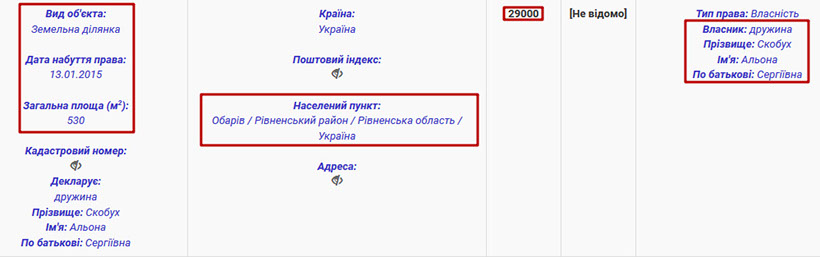 Вид об'єкта:
Земельна ділянка
Дата набуття права:
13.01.2015
Загальна площа (м²):
530
Кадастровий номер:
Декларує:
дружина
Прізвище: Скобух
Ім'я: Альона
По батькові: Сергіївна
Країна:
Україна
Поштовий індекс:
Населений пункт:
Обарів / Рівненський район / Рівненська область /
Україна
Адреса:
29000
[Не відомо]
Тип права: Власність
Власник: дружина
Прізвище: Скобух
Ім'я: Альона
По батькові: Сергіївна